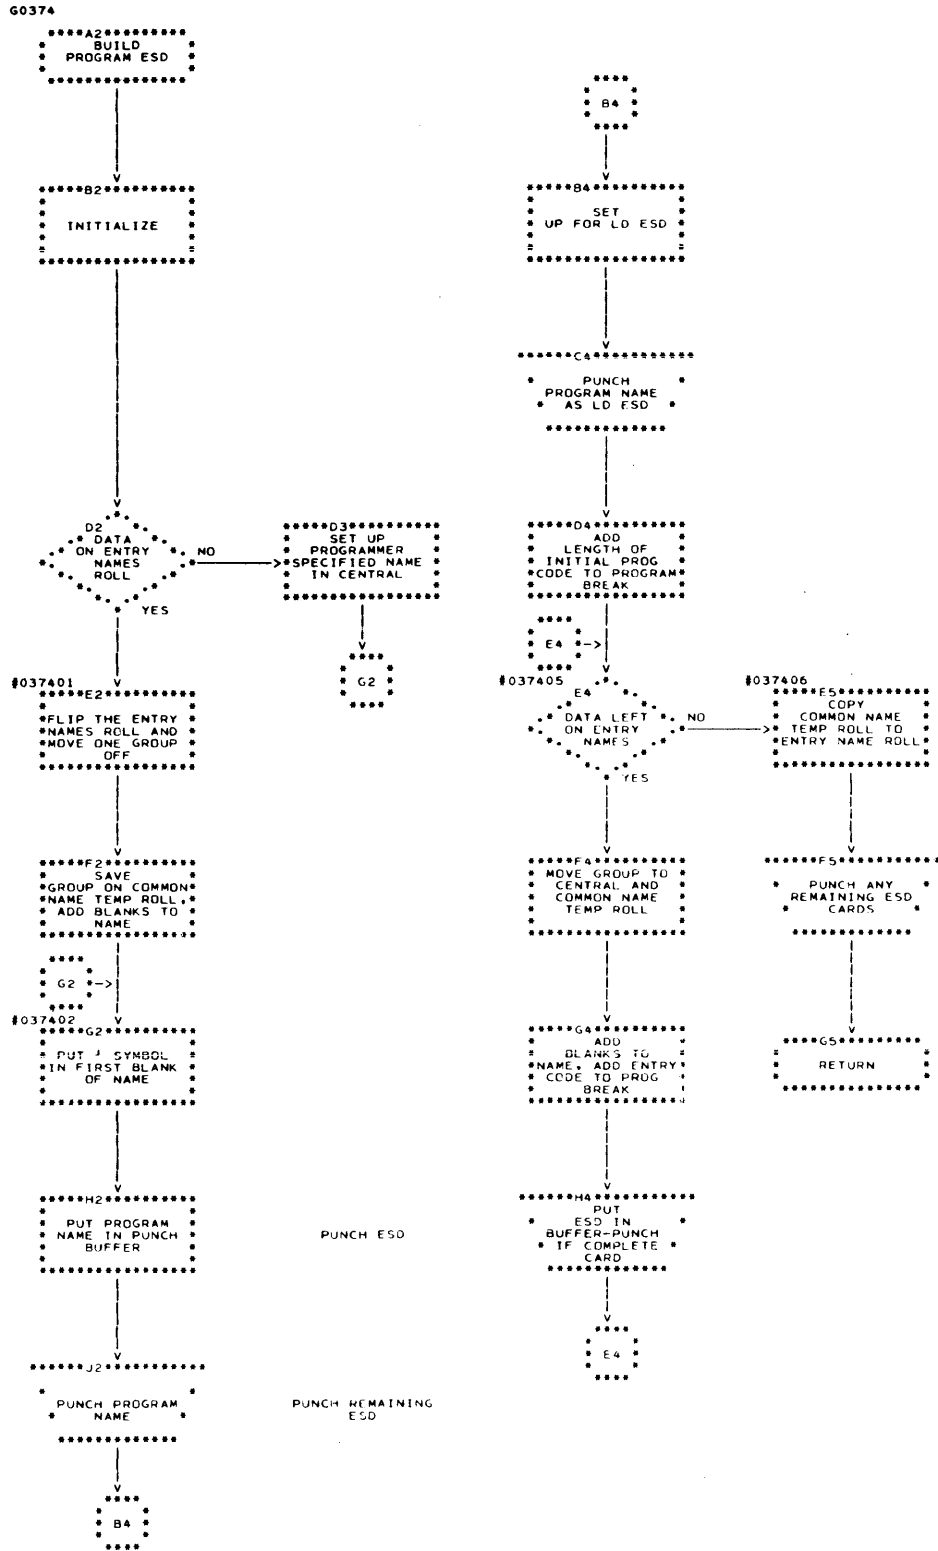 G0374
A2
BUILD
PROGRAM ESD
B2
INITIALIZE
D2
DATA
ON ENTRY
NAMES
ROLL
NO
YES
D3
SET UP
PROGRAMMER
SPECIFIED NAME
IN CENTRAL
G2
#037401
E2
FLIP THE ENTRY
NAMES ROLL AND
MOVE ONE GROUP
OFF
F2
SAVE
GROUP ON COMMON
NAME TEMP ROLL,
ADD BLANKS TO
NAME
G2
#037402
G2
PUT SYMBOL
IN FIRST BLANK
OF NAME
H2
PUT PROGRAM
NAME IN PUNCH
BUFFER
PUNCH ESD
J2
PUNCH PROGRAM
NAME
PUNCH REMAINING
ESD
B4
B4
B4
SET
UP FOR LD ESD
C4
PUNCH
PROGRAM NAME
AS LD ESD
D4
ADD
LENGTH OF
INITIAL PROG
CODE TO PROGRAM
BREAK
E4
#037405
E4
DATA LEFT
ON ENTRY
NAMES
NO
YES
#037406
E5
COPY
COMMON NAME
TEMP ROLL TO
ENTRY NAME ROLL
F4
MOVE GROUP TO
CENTRAL AND
COMMON NAME
TEMP ROLL
F5
PUNCH ANY
REMAINING ESD
CARDS
G4
ADD
BLANKS TO
NAME, ADD ENTRY
CODE TO PROG
BREAK
G5
RETURN
H4
PUT
ESD IN
BUFFER-PUNCH
IF COMPLETE
CARD
E4